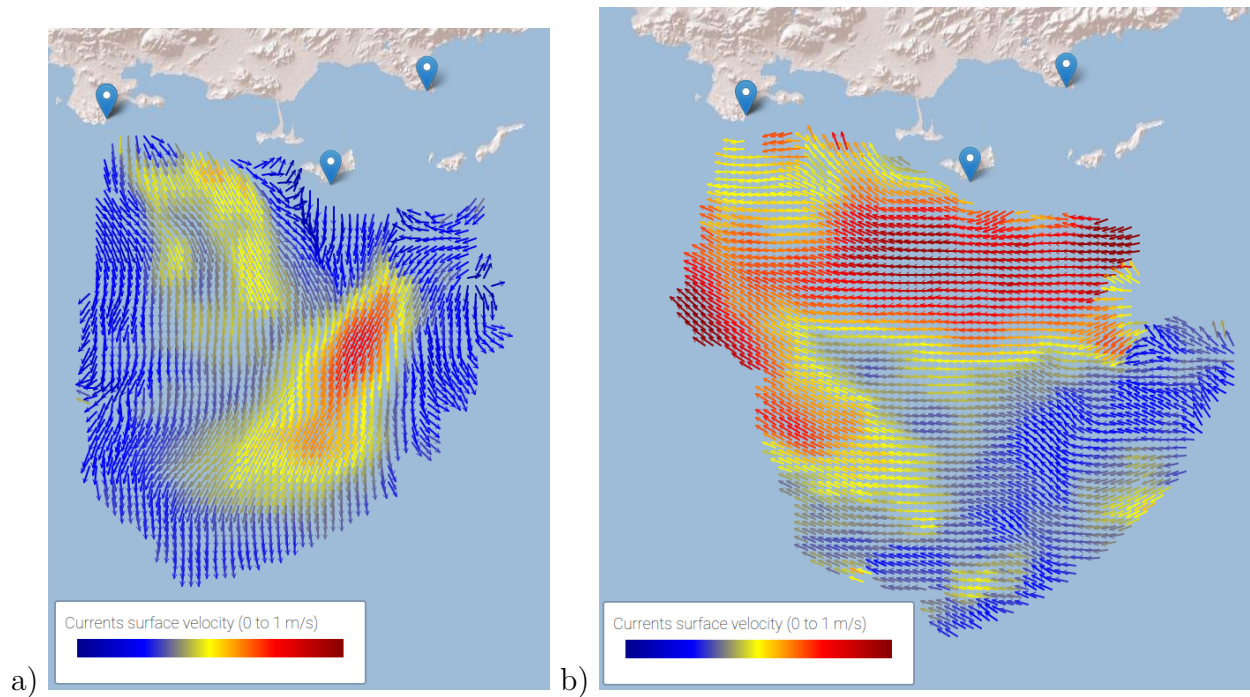 Currents surface velocity (0 to 1 m/s)
a)
Currents surface velocity (0 to 1 m/s)
b)